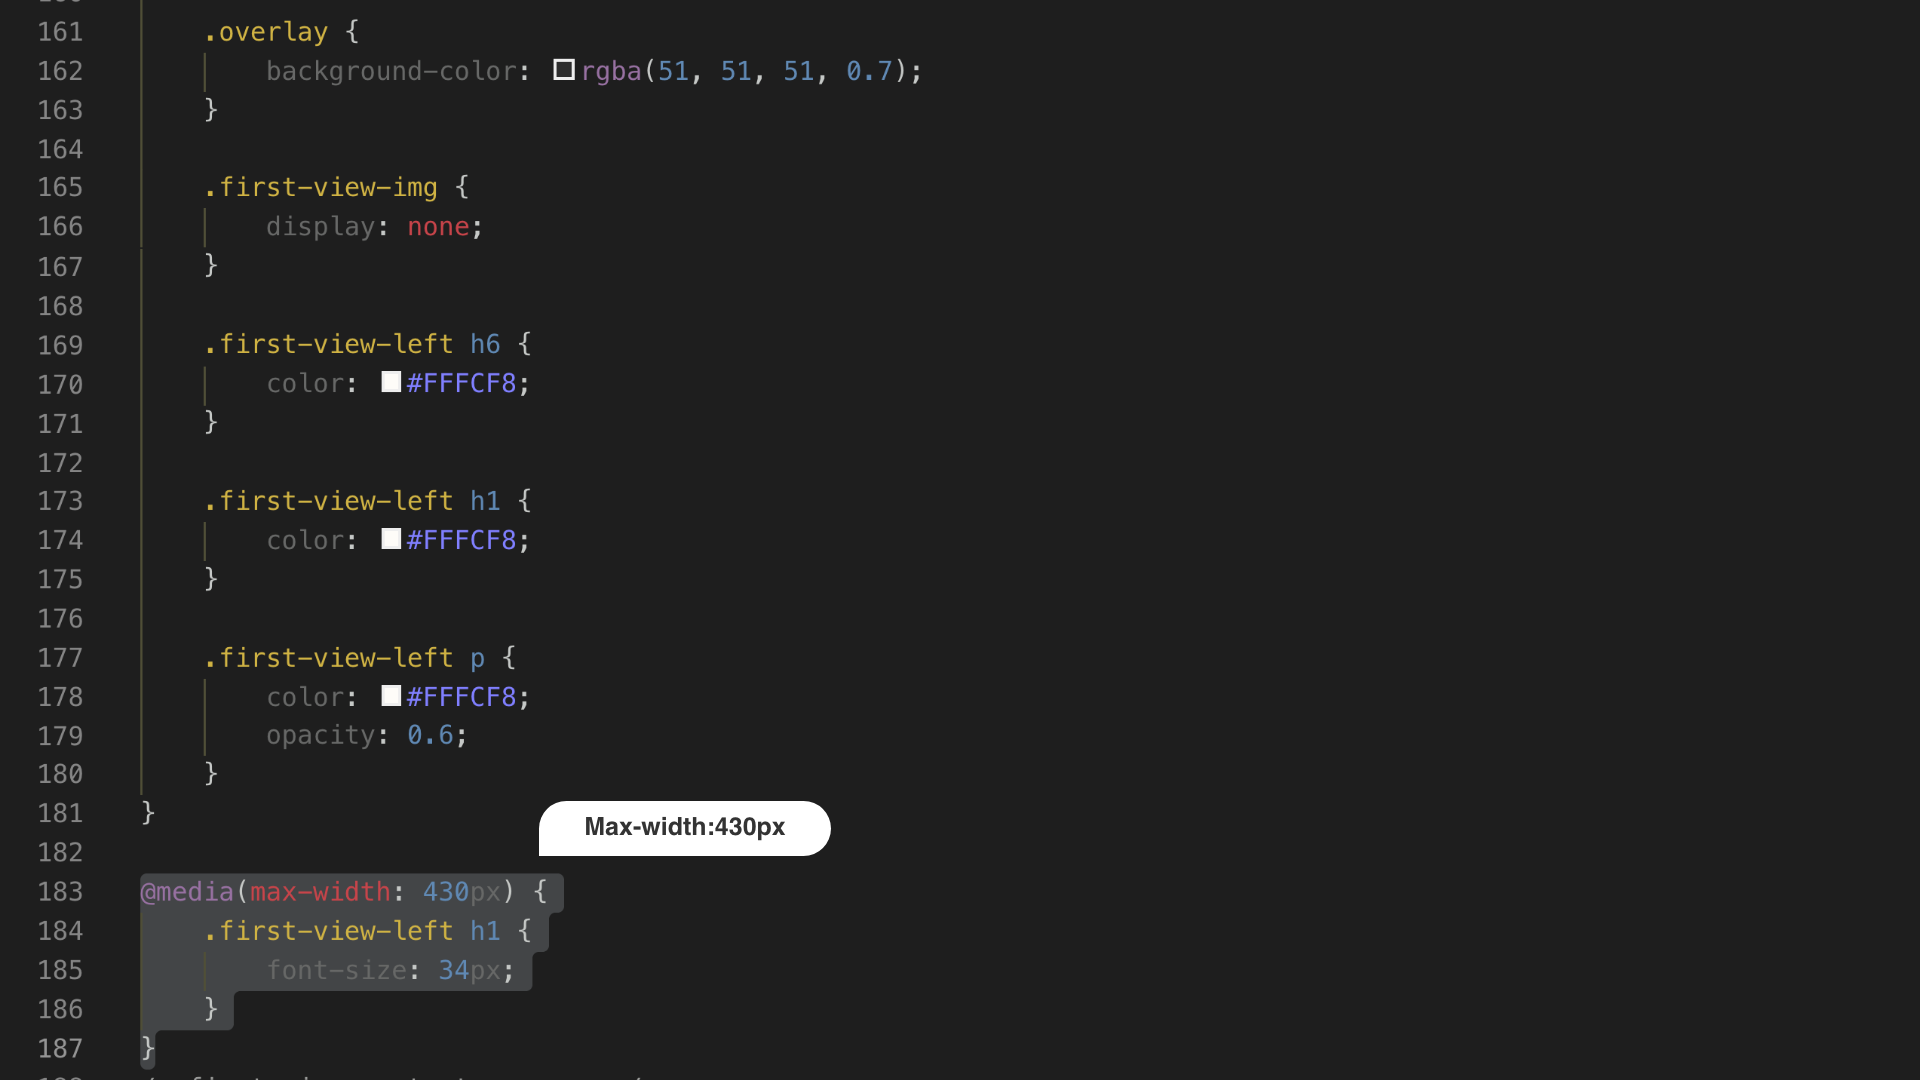 161 .overlay {
162 background-color: rgba(51, 51, 51, 0.7);
163 }
164
165 .first-view-img {
166 display: none;
167 }
168
169 .first-view-left h6 {
170 color: #FFFCF8;
171 }
172
173 .first-view-left h1 {
174 color: #FFFCF8;
175 }
176
177 .first-view-left p {
178 color: #FFFCF8;
179 opacity: 0.6;
180 }
181 }
Max-width:430px
182
183 @media(max-width: 430px) {
184 .first-view-left h1 {
185 font-size: 34px;
186 }
187 }